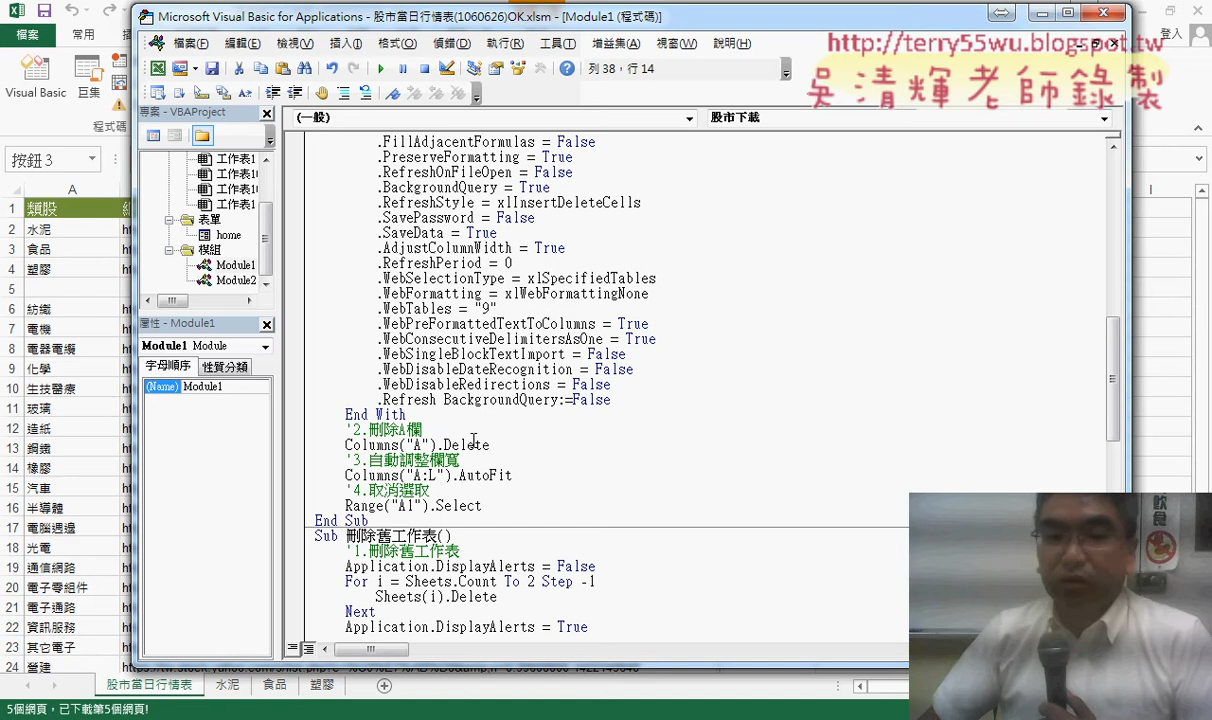 Microsoft Visual Basic for Applications - 股市當日行情表(1060626)OK.xlsm - [Module1 (程式碼)]
檔案(F) 編輯(E) 檢視(V) 插入(I) 格式(O) 偵錯(D) 執行(R) 工具(T) 增益集(A) 視窗(W) 說明(H)
http://terry55wu.blogspot.tw
吳清輝老師錄製
列 38，行 14
登入
檔案
常用
Visual Basic
巨集
程式碼
按鈕 3
專案 - VBAProject
工作表1
工作表1(
工作表1(
工作表1
表單
home
模組
Module1
Module2
屬性 - Module1
Module1 Module
字母順序 性質分類
(Name) Module1
(一般)
股市下載
.FillAdjacentFormulas = False
.PreserveFormatting = True
.RefreshOnFileOpen = False
.BackgroundQuery = True
.RefreshStyle = xlInsertDeleteCells
.SavePassword = False
.SaveData = True
.AdjustColumnWidth = True
.RefreshPeriod = 0
.WebSelectionType = xlSpecifiedTables
.WebFormatting = xlWebFormattingNone
.WebTables = "9"
.WebPreFormattedTextToColumns = True
.WebConsecutiveDelimitersAsOne = True
.WebSingleBlockTextImport = False
.WebDisableDateRecognition = False
.WebDisableRedirections = False
.Refresh BackgroundQuery:=False
End With
'2.刪除A欄
Columns("A").Delete
'3.自動調整欄寬
Columns("A:L").AutoFit
'4.取消選取
Range("A1").Select
End Sub
Sub 刪除舊工作表()
'1.刪除舊工作表
Application.DisplayAlerts = False
For i = Sheets.Count To 2 Step -1
Sheets(i).Delete
Next
Application.DisplayAlerts = True
A
I
1 類股
2 水泥
3 食品
4 塑膠
5
6 紡織
7 電機
8 電器電纜
9 化學
10 生技醫療
11 玻璃
12 造紙
13 鋼鐵
14 橡膠
15 汽車
16 半導體
17 電腦週邊
18 光電
19 通信網路
20 電子零組件
21 電子通路
22 資訊服務
23 其它電子
24 營建
股市當日行情表 水泥 食品 塑膠
5個網頁，已下載第5個網頁!
飲食